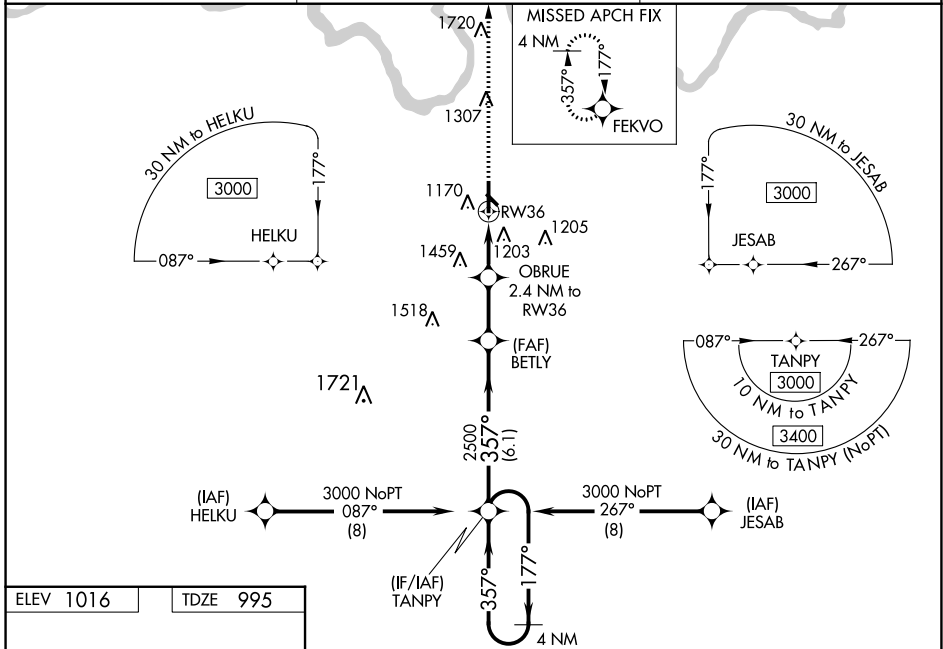 MISSED APCH FIX
4 NM
357°
177°
FEKVO
1720
1307
30 NM to HELKU
3000
177°
HELKU
087°
30 NM to JESAB
177°
3000
JESAB
267°
1170
RW36
1205
1203
1459
OBRUE
2.4 NM to
RW36
1518
(FAF)
BETLY
1721
087°
267°
TANPY
3000
10 NM to TANPY
3400
30 NM to TANPY (NoPT)
2500
357°
(6.1)
(IAF)
HELKU
3000 NoPT
087°
(8)
3000 NoPT
267°
(8)
(IAF)
JESAB
(IF/IAF)
TANPY
357°
177°
4 NM
ELEV 1016
TDZE 995